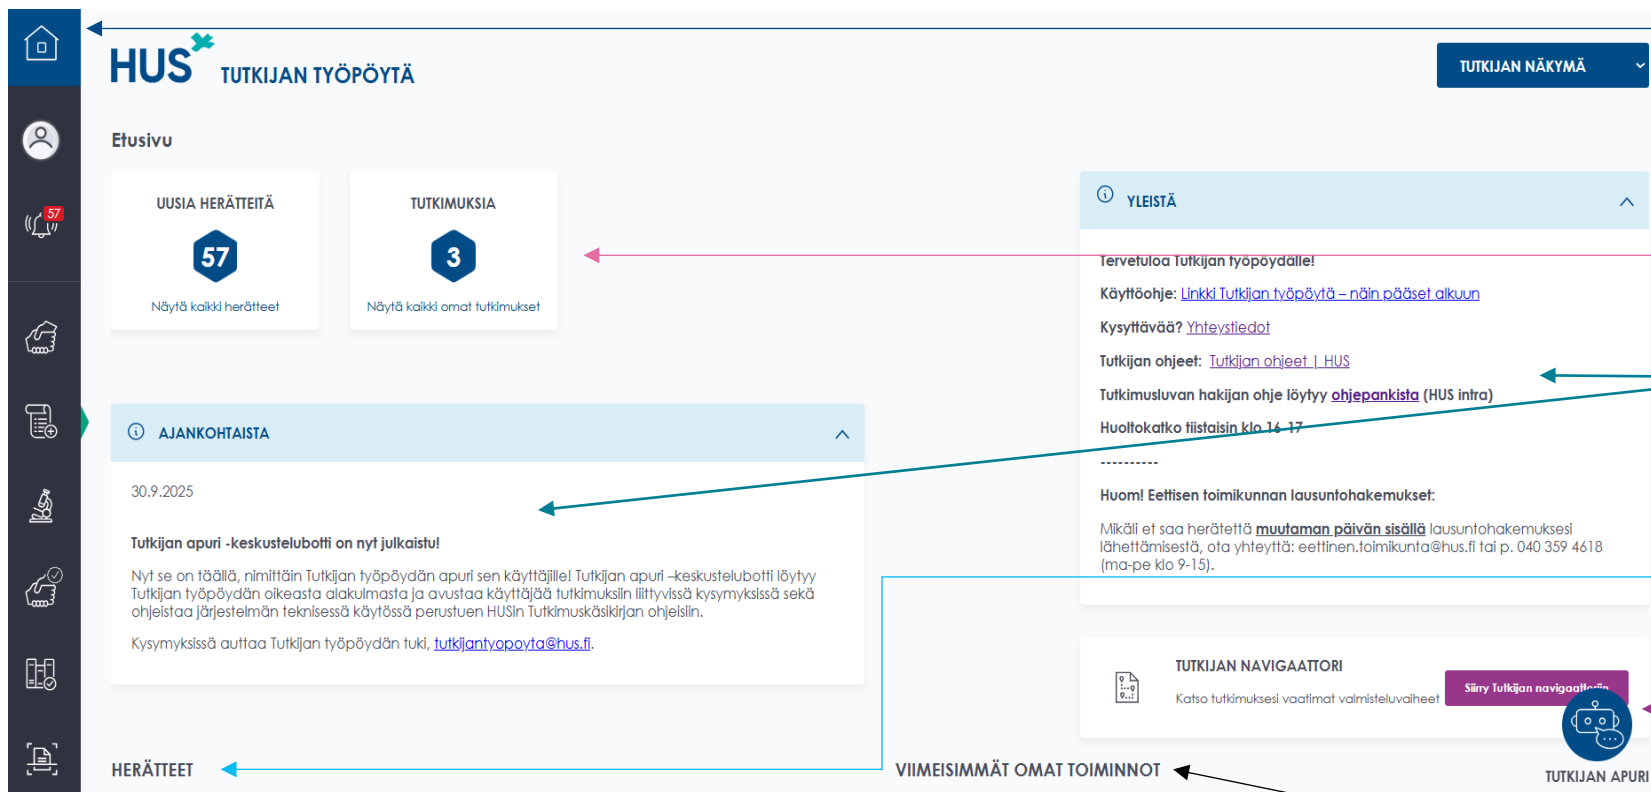 HUS TUTKIJAN TYÖPÖYTÄ
TUTKIJAN NÄKYMÄ
Etusivu
57
UUSIA HERÄTTEITÄ
57
Näytä kaikki herätteet
TUTKIMUKSIA
3
Näytä kaikki omat tutkimukset
YLEISTÄ
Tervetuloa Tutkijan työpöydälle!
Käyttöohje: Linkki Tutkijan työpöytä – näin pääset alkuun
Kysyttävää? Yhteystiedot
Tutkijan ohjeet: Tutkijan ohjeet | HUS
Tutkimusluvan hakijan ohje löytyy ohjepankista (HUS intra)
Huoltokatko tiistaisin klo 16-17
----------
Huom! Eettisen toimikunnan lausuntohakemukset:
Mikäli et saa herätettä muutaman päivän sisällä lausuntohakemuksesi
lähettämisestä, ota yhteyttä: eettinen.toimikunta@hus.fi tai p. 040 359 4618
(ma-pe klo 9-15).
AJANKOHTAISTA
30.9.2025
Tutkijan apuri -keskustelubotti on nyt julkaistu!
Nyt se on täällä, nimittäin Tutkijan työpöydän apuri sen käyttäjille! Tutkijan apuri –keskustelubotti löytyy
Tutkijan työpöydän oikeasta alakulmasta ja avustaa käyttäjää tutkimuksiin liittyvissä kysymyksissä sekä
ohjeistaa järjestelmän teknisessä käytössä perustuen HUSin Tutkimuskäsikirjan ohjeisiin.
Kysymyksissä auttaa Tutkijan työpöydän tuki, tutkijantyopoyta@hus.fi.
TUTKIJAN NAVIGAATTORI
Katso tutkimuksesi vaatimat valmisteluvaiheet
Siirry Tutkijan navigaattoriin
HERÄTTEET
VIIMEISIMMÄT OMAT TOIMINNOT
TUTKIJAN APURI